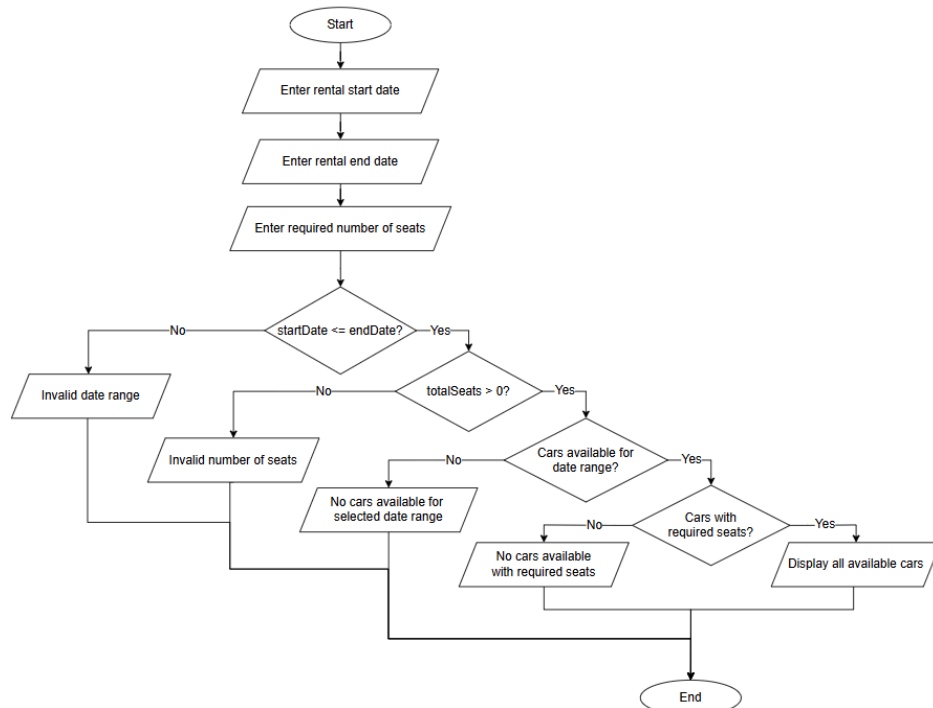 Start
Enter rental start date
Enter rental end date
Enter required number of seats
startDate <= endDate?
No
Yes
Invalid date range
totalSeats > 0?
No
Yes
Invalid number of seats
Cars available for
date range?
No
Yes
No cars available for
selected date range
Cars with
required seats?
No
Yes
No cars available
with required seats
Display all available cars
End